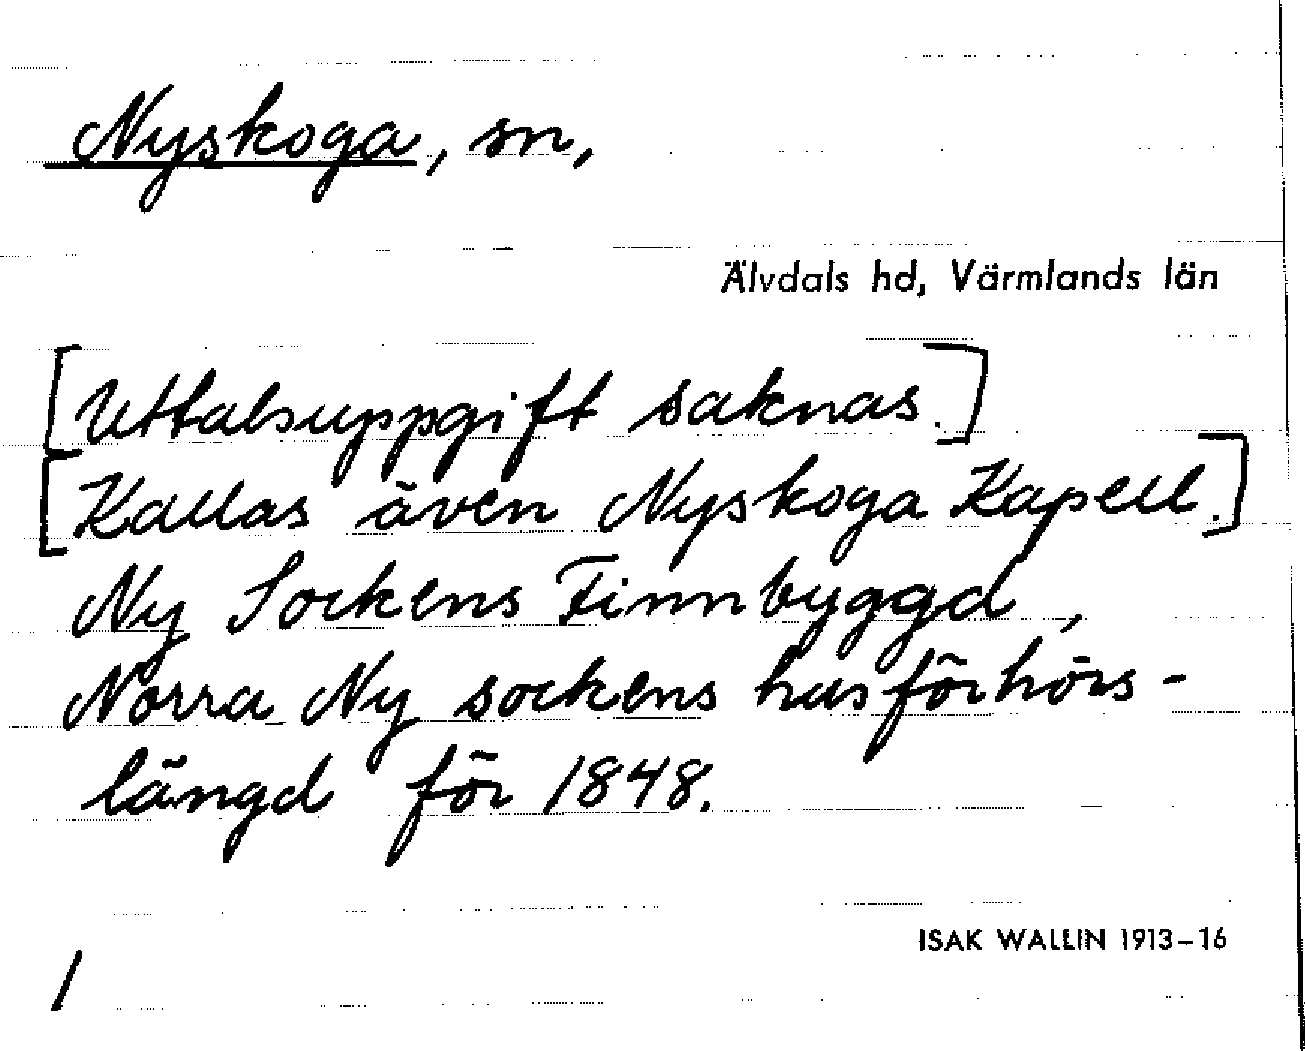 Nyskoga, sn,
Älvdals hd, Värmlands län
[Uttalsuppgift saknas.]
[Kallas även Nyskoga Kapell.]
Ny Sockens Finnbygd,
Norra Ny sockens husförhörs-
längd för 1848.
ISAK WALLIN 1913-16
/